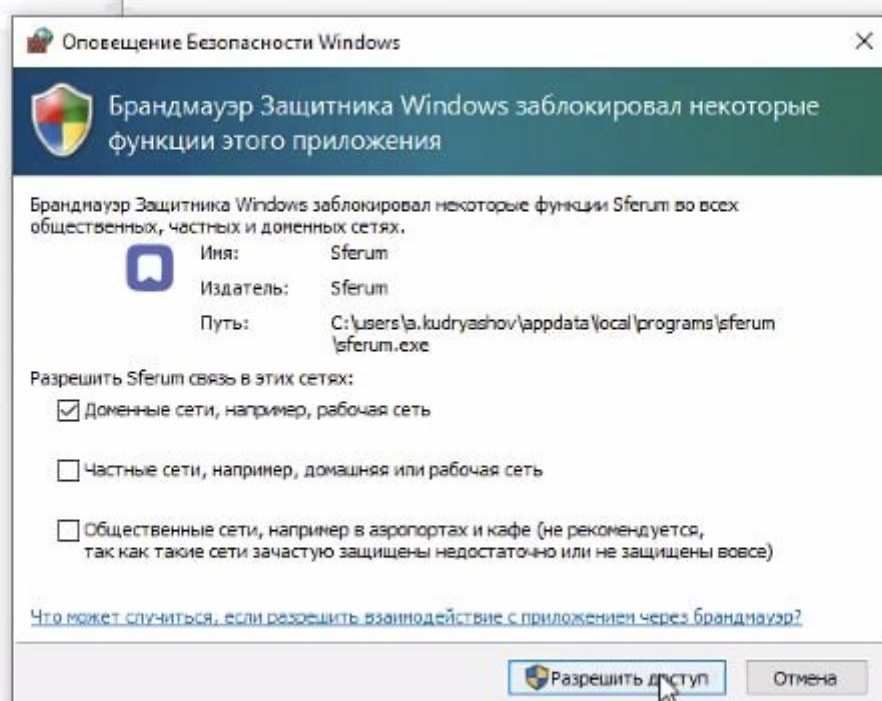 Оповещение Безопасности Windows
Брандмауэр Защитника Windows заблокировал некоторые
функции этого приложения
Брандмауэр Защитника Windows заблокировал некоторые функции Sferum во всех
общественных, частных и доменных сетях.
Имя: Sferum
Издатель: Sferum
Путь: C:\users\a.kudryashov\appdata\local\programs\sferum
\sferum.exe
Разрешить Sferum связь в этих сетях:
Доменные сети, например, рабочая сеть
Частные сети, например, домашняя или рабочая сеть
Общественные сети, например в аэропортах и кафе (не рекомендуется,
так как такие сети зачастую защищены недостаточно или не защищены вовсе)
Что может случиться, если разрешить взаимодействие с приложением через брандмауэр?
Разрешить доступ
Отмена